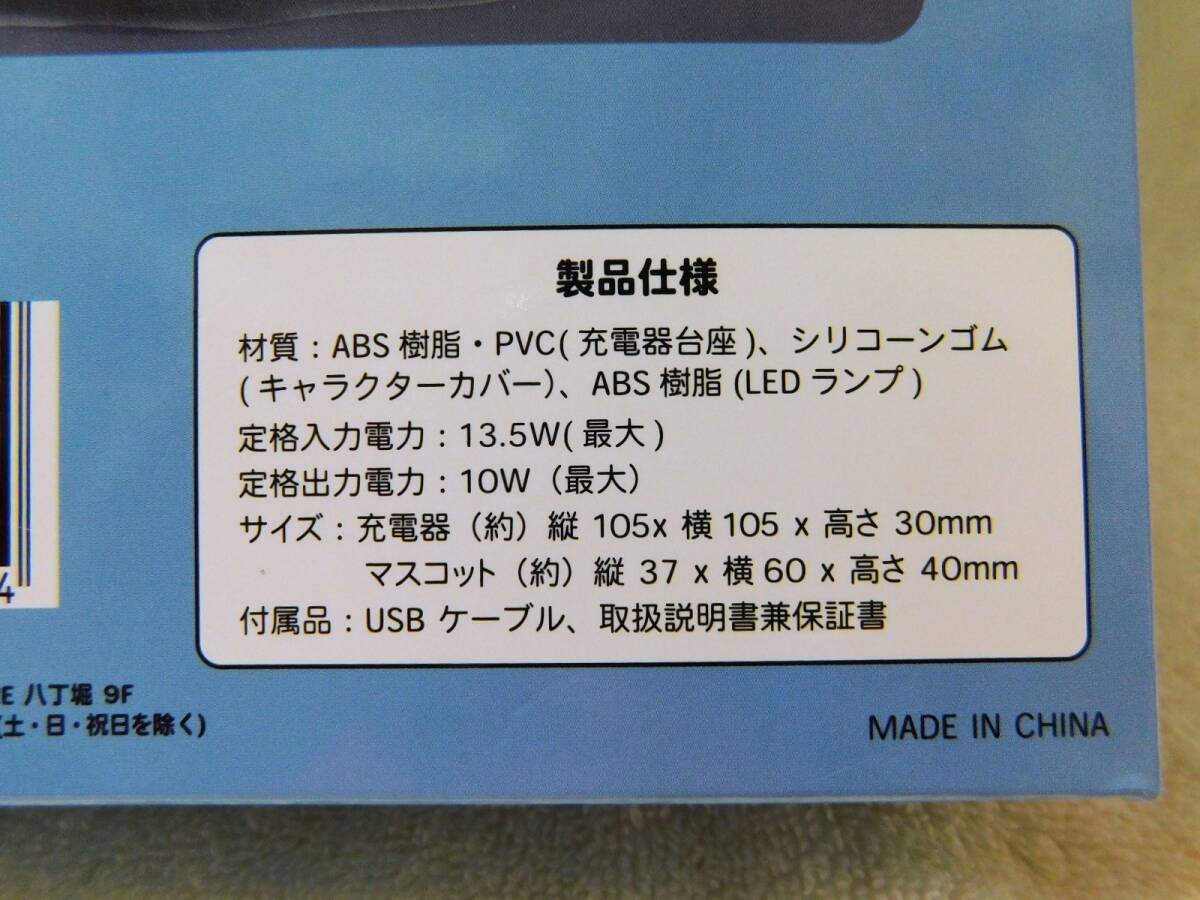 製品仕様
材質：ABS 樹脂・PVC( 充電器台座 )、シリコーンゴム
( キャラクターカバー)、ABS 樹脂 (LED ランプ )
定格入力電力：13.5W( 最大 )
定格出力電力：10W（最大）
サイズ：充電器（約）縦 105x 横 105 x 高さ 30mm
マスコット（約）縦 37 x 横 60 x 高さ 40mm
付属品：USB ケーブル、取扱説明書兼保証書
4
E 八丁堀 9F
(土・日・祝日を除く)
MADE IN CHINA